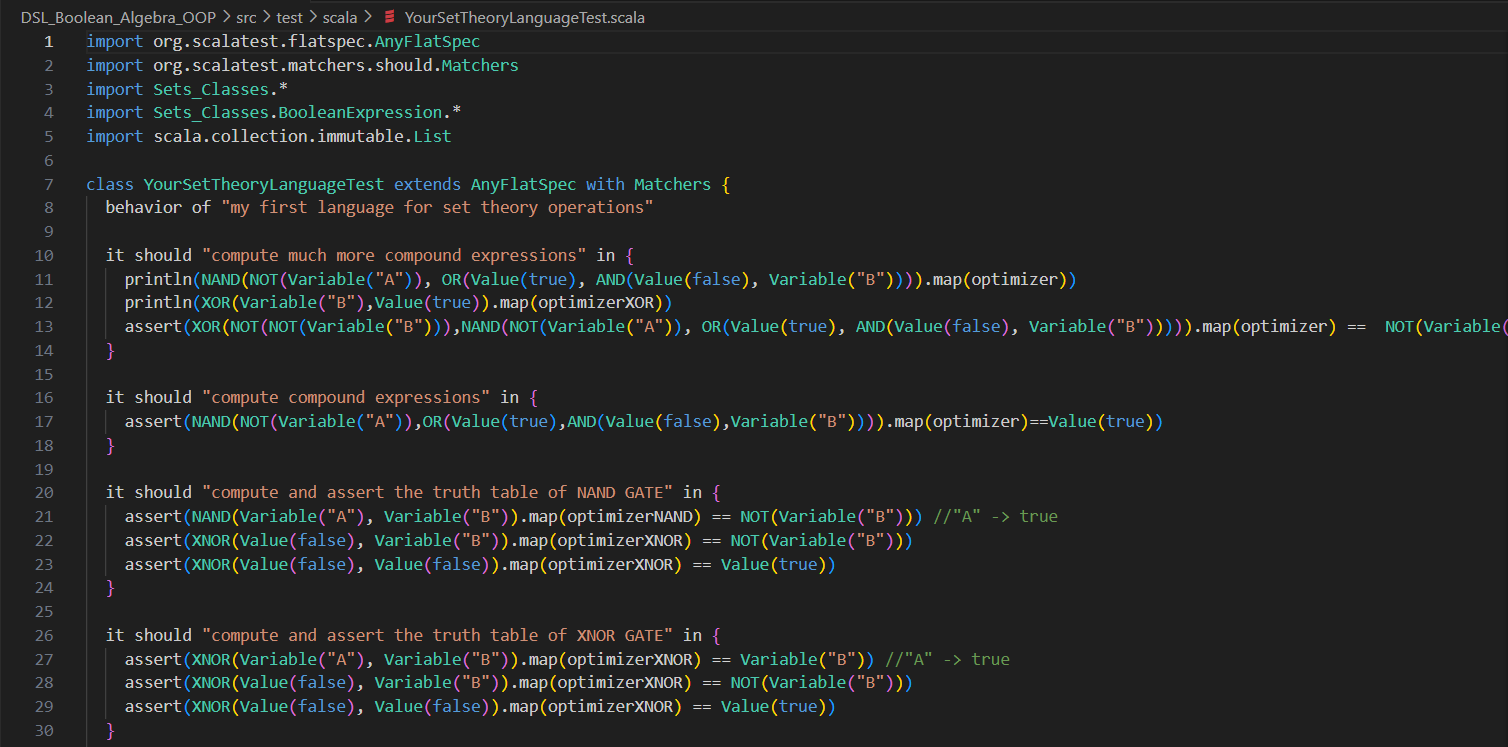 DSL_Boolean_Algebra_OOP > src > test > scala > YourSetTheoryLanguageTest.scala
1 import org.scalatest.flatspec.AnyFlatSpec
2 import org.scalatest.matchers.should.Matchers
3 import Sets_Classes.*
4 import Sets_Classes.BooleanExpression.*
5 import scala.collection.immutable.List
6
7 class YourSetTheoryLanguageTest extends AnyFlatSpec with Matchers {
8 behavior of "my first language for set theory operations"
9
10 it should "compute much more compound expressions" in {
11 println(NAND(NOT(Variable("A")), OR(Value(true), AND(Value(false), Variable("B")))).map(optimizer))
12 println(XOR(Variable("B"),Value(true)).map(optimizerXOR))
13 assert(XOR(NOT(NOT(Variable("B"))),NAND(NOT(Variable("A")), OR(Value(true), AND(Value(false), Variable("B"))))).map(optimizer) ==  NOT(Variable(
14 }
15
16 it should "compute compound expressions" in {
17 assert(NAND(NOT(Variable("A")),OR(Value(true),AND(Value(false),Variable("B")))).map(optimizer)==Value(true))
18 }
19
20 it should "compute and assert the truth table of NAND GATE" in {
21 assert(NAND(Variable("A"), Variable("B")).map(optimizerNAND) == NOT(Variable("B"))) //"A" -> true
22 assert(XNOR(Value(false), Variable("B")).map(optimizerXNOR) == NOT(Variable("B")))
23 assert(XNOR(Value(false), Value(false)).map(optimizerXNOR) == Value(true))
24 }
25
26 it should "compute and assert the truth table of XNOR GATE" in {
27 assert(XNOR(Variable("A"), Variable("B")).map(optimizerXNOR) == Variable("B")) //"A" -> true
28 assert(XNOR(Value(false), Variable("B")).map(optimizerXNOR) == NOT(Variable("B")))
29 assert(XNOR(Value(false), Value(false)).map(optimizerXNOR) == Value(true))
30 }